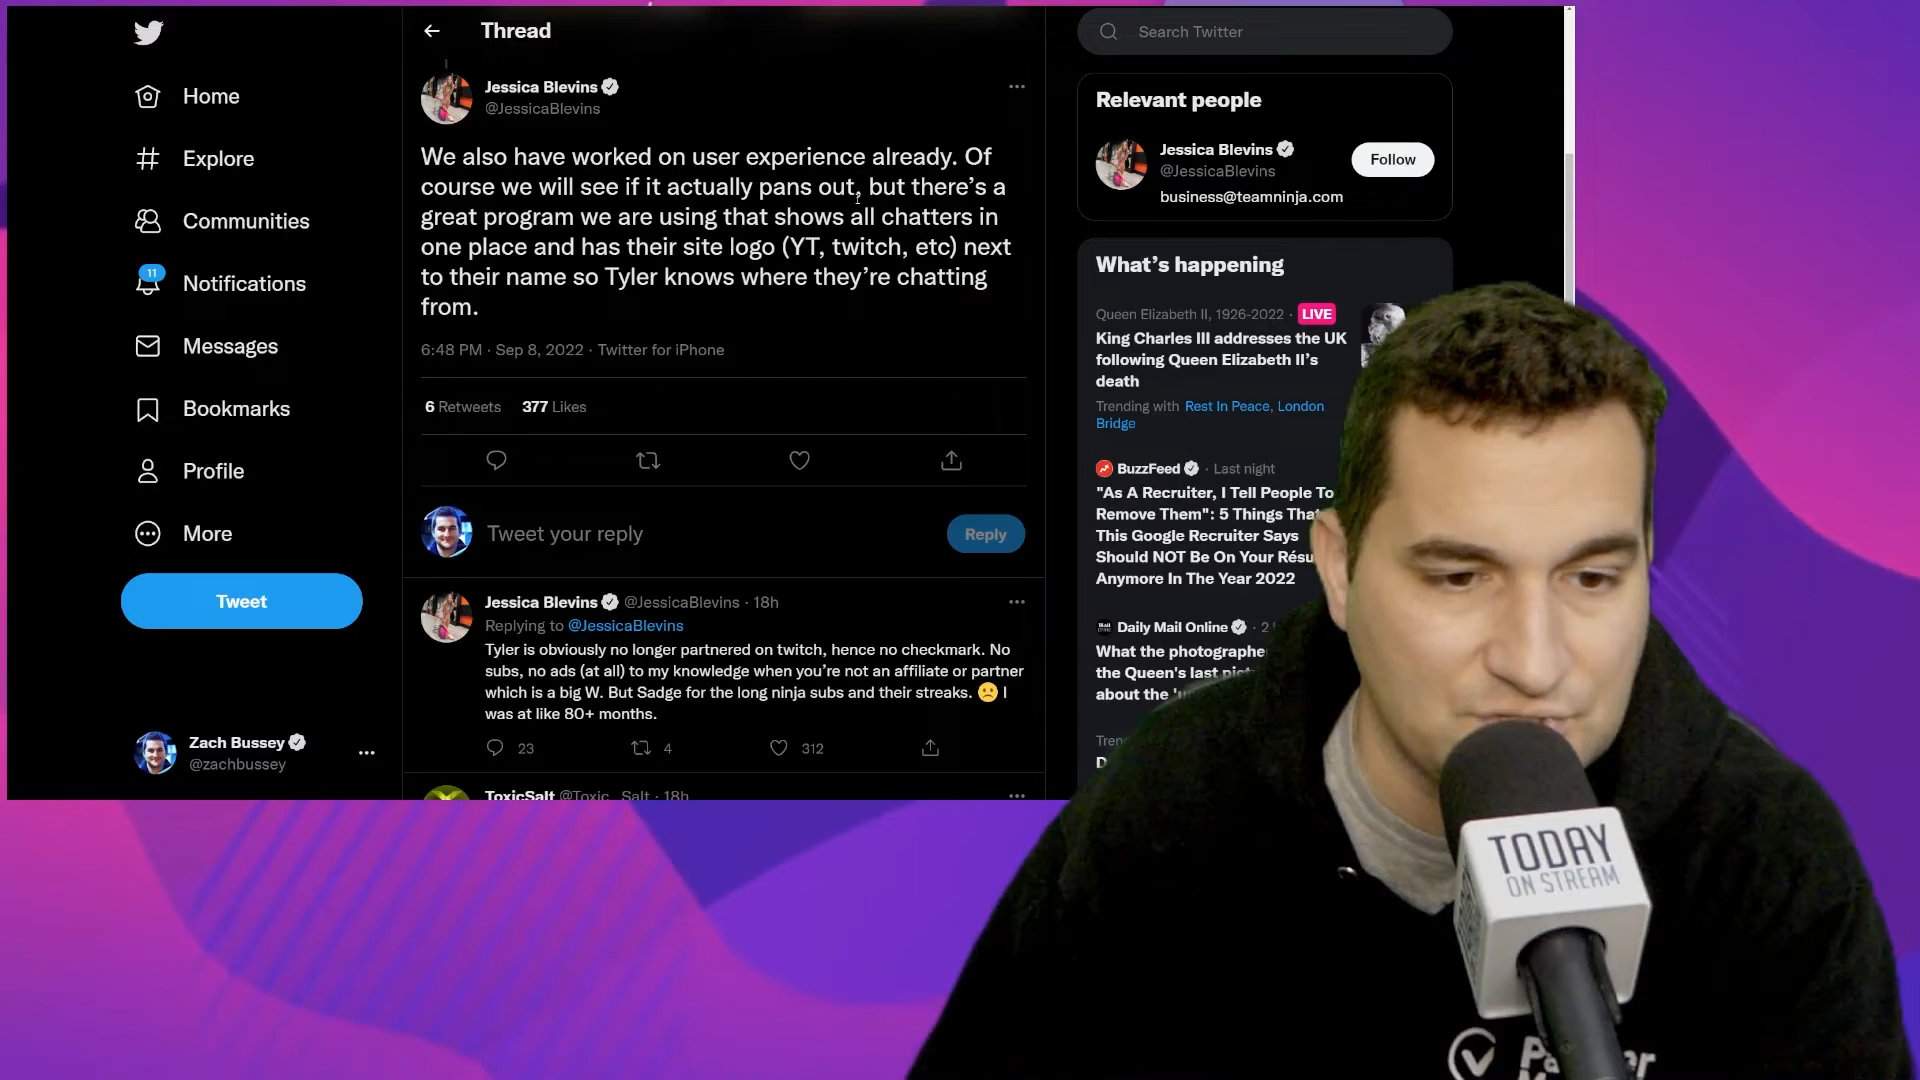 Home
Explore
Communities
11
Notifications
Messages
Bookmarks
Profile
More
Tweet
Zach Bussey
@zachbussey
Thread
Jessica Blevins
@JessicaBlevins
We also have worked on user experience already. Of
course we will see if it actually pans out, but there's a
great program we are using that shows all chatters in
one place and has their site logo (YT, twitch, etc) next
to their name so Tyler knows where they're chatting
from.
6:48 PM · Sep 8, 2022 · Twitter for iPhone
6 Retweets 377 Likes
Tweet your reply
Reply
Jessica Blevins @JessicaBlevins · 18h
Replying to @JessicaBlevins
Tyler is obviously no longer partnered on twitch, hence no checkmark. No
subs, no ads (at all) to my knowledge when you're not an affiliate or partner
which is a big W. But Sadge for the long ninja subs and their streaks. 🙁 I
was at like 80+ months.
23 4 312
ToxicSalt @Toxic_Salt · 18h
Search Twitter
Relevant people
Jessica Blevins
@JessicaBlevins
Follow
business@teamninja.com
What's happening
Queen Elizabeth II, 1926-2022 · LIVE
King Charles III addresses the UK
following Queen Elizabeth II's
death
Trending with Rest In Peace, London
Bridge
BuzzFeed · Last night
"As A Recruiter, I Tell People To
Remove Them": 5 Things That
This Google Recruiter Says
Should NOT Be On Your Résu
Anymore In The Year 2022
Daily Mail Online · 2
What the photographe
the Queen's last pict
about the
Tren
TODAY
ON STREAM